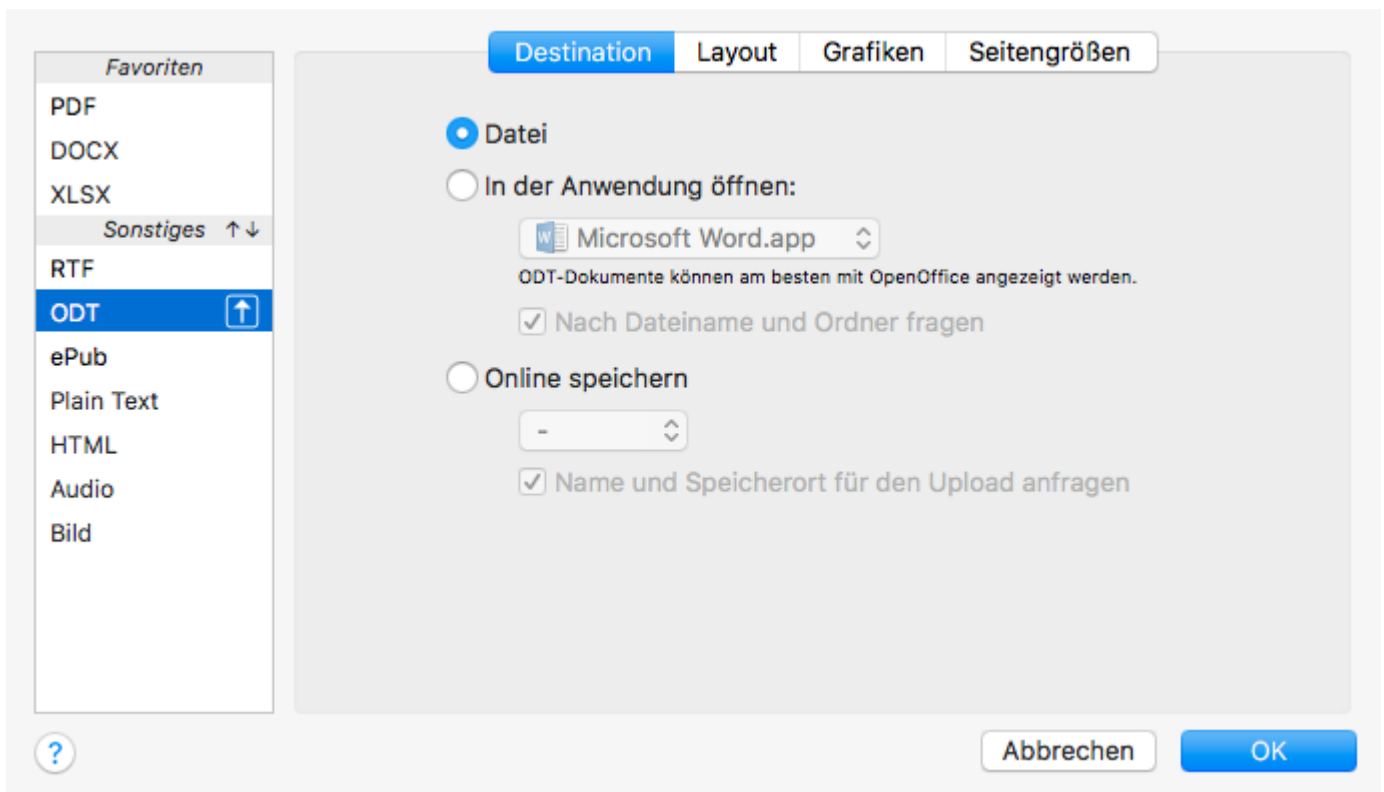 Destination Layout Grafiken Seitengrößen
Favoriten
PDF
DOCX
XLSX
Sonstiges ↑↓
RTF
ODT
ePub
Plain Text
HTML
Audio
Bild
Datei
In der Anwendung öffnen:
Microsoft Word.app
ODT-Dokumente können am besten mit OpenOffice angezeigt werden.
Nach Dateiname und Ordner fragen
Online speichern
-
Name und Speicherort für den Upload anfragen
? Abbrechen OK